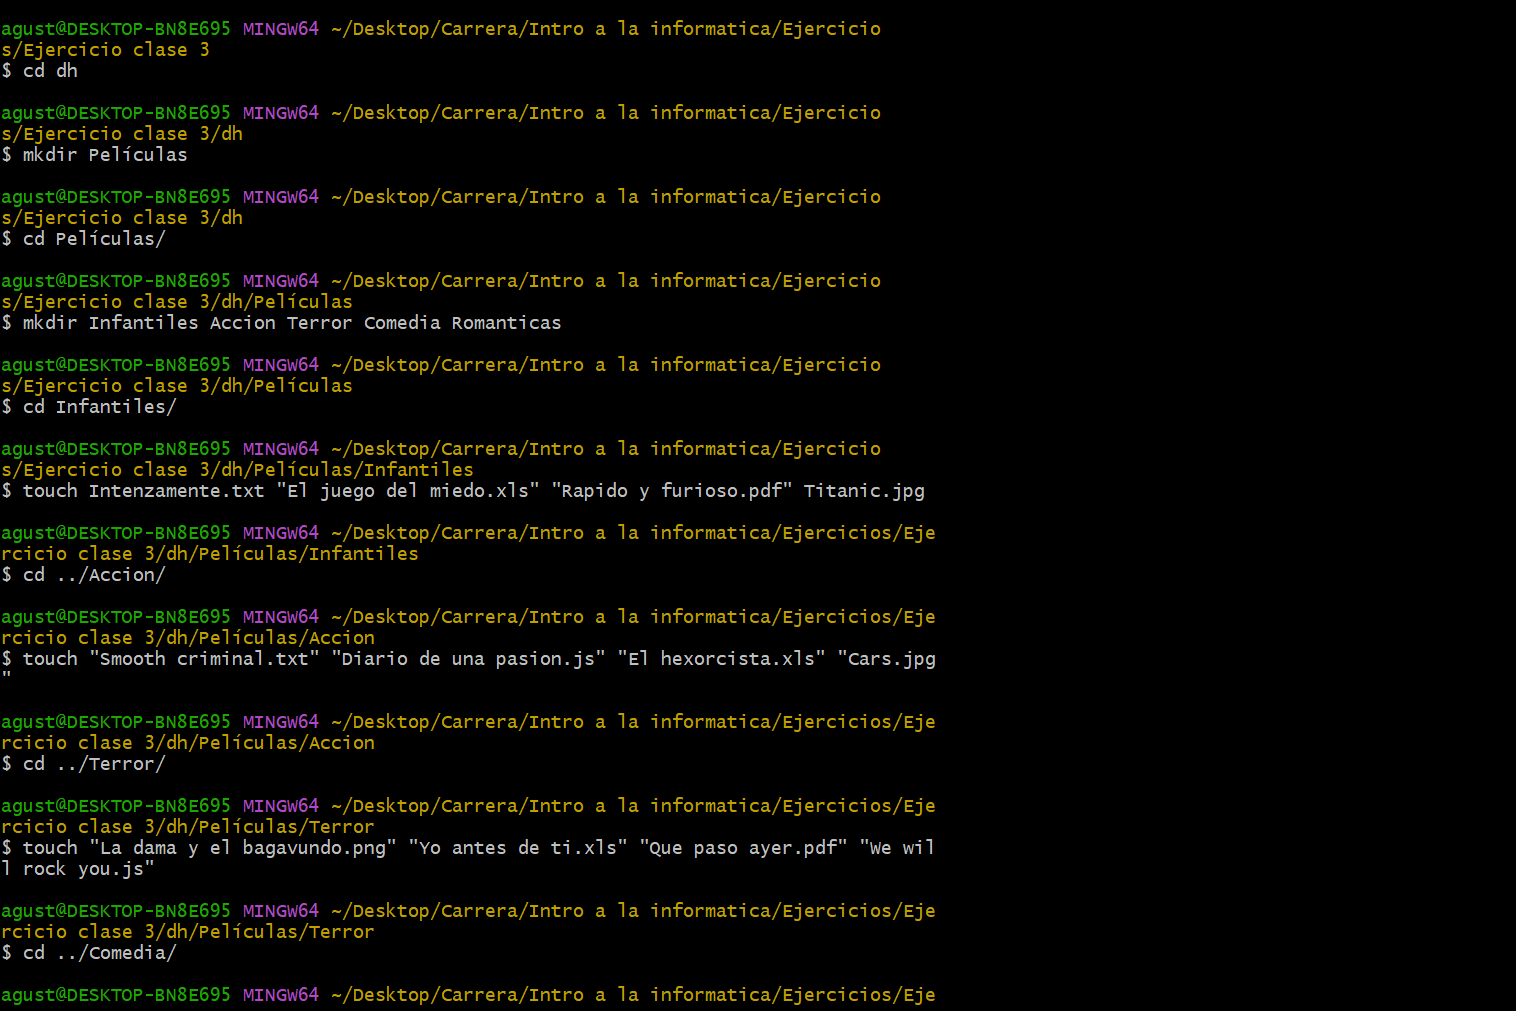 agust@DESKTOP-BN8E695 MINGW64 ~/Desktop/Carrera/Intro a la informatica/Ejercicio
s/Ejercicio clase 3
$ cd dh
agust@DESKTOP-BN8E695 MINGW64 ~/Desktop/Carrera/Intro a la informatica/Ejercicio
s/Ejercicio clase 3/dh
$ mkdir Películas
agust@DESKTOP-BN8E695 MINGW64 ~/Desktop/Carrera/Intro a la informatica/Ejercicio
s/Ejercicio clase 3/dh
$ cd Películas/
agust@DESKTOP-BN8E695 MINGW64 ~/Desktop/Carrera/Intro a la informatica/Ejercicio
s/Ejercicio clase 3/dh/Películas
$ mkdir Infantiles Accion Terror Comedia Romanticas
agust@DESKTOP-BN8E695 MINGW64 ~/Desktop/Carrera/Intro a la informatica/Ejercicio
s/Ejercicio clase 3/dh/Películas
$ cd Infantiles/
agust@DESKTOP-BN8E695 MINGW64 ~/Desktop/Carrera/Intro a la informatica/Ejercicio
s/Ejercicio clase 3/dh/Películas/Infantiles
$ touch Intenzamente.txt "El juego del miedo.xls" "Rapido y furioso.pdf" Titanic.jpg
agust@DESKTOP-BN8E695 MINGW64 ~/Desktop/Carrera/Intro a la informatica/Ejercicios/Eje
rcicio clase 3/dh/Películas/Infantiles
$ cd ../Accion/
agust@DESKTOP-BN8E695 MINGW64 ~/Desktop/Carrera/Intro a la informatica/Ejercicios/Eje
rcicio clase 3/dh/Películas/Accion
$ touch "Smooth criminal.txt" "Diario de una pasion.js" "El hexorcista.xls" "Cars.jpg
"
agust@DESKTOP-BN8E695 MINGW64 ~/Desktop/Carrera/Intro a la informatica/Ejercicios/Eje
rcicio clase 3/dh/Películas/Accion
$ cd ../Terror/
agust@DESKTOP-BN8E695 MINGW64 ~/Desktop/Carrera/Intro a la informatica/Ejercicios/Eje
rcicio clase 3/dh/Películas/Terror
$ touch "La dama y el bagavundo.png" "Yo antes de ti.xls" "Que paso ayer.pdf" "We wil
l rock you.js"
agust@DESKTOP-BN8E695 MINGW64 ~/Desktop/Carrera/Intro a la informatica/Ejercicios/Eje
rcicio clase 3/dh/Películas/Terror
$ cd ../Comedia/
agust@DESKTOP-BN8E695 MINGW64 ~/Desktop/Carrera/Intro a la informatica/Ejercicios/Eje